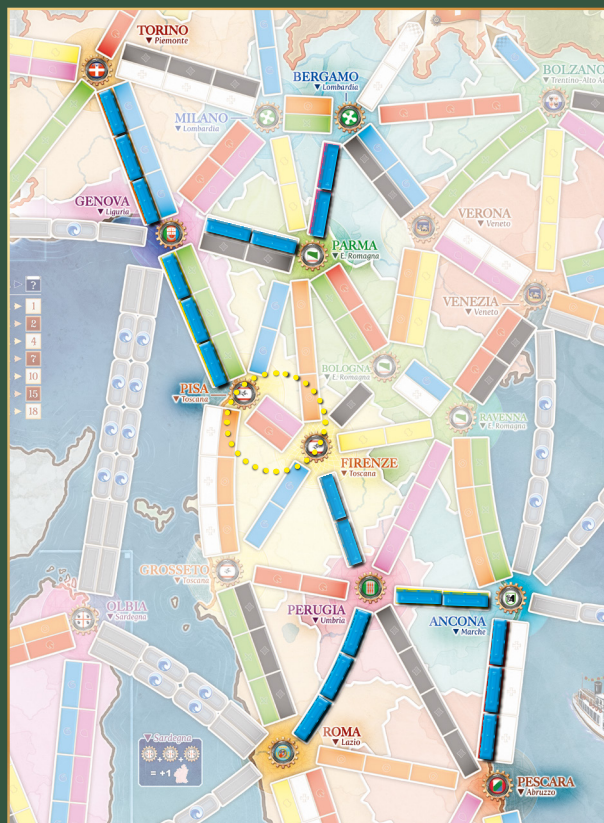 TORINO
▼ Piemonte
BERGAMO
▼ Lombardia
BOLZANO
MILANO
▼ Lombardia
GENOVA
▼ Liguria
VERONA
▼ Veneto
PARMA
▼ E. Romagna
?
1
2
4
7
10
15
18
VENEZIA
▼ Veneto
BOLOGNA
▼ E. Romagna
PISA
▼ Toscana
RAVENNA
▼ E. Romagna
FIRENZE
▼ Toscana
GROSSETO
▼ Toscana
OLBIA
▼ Sardegna
PERUGIA
▼ Umbria
ANCONA
▼ Marche
ROMA
▼ Lazio
▼ Sardegna
= +1
PESCARA
▼ Abruzzo